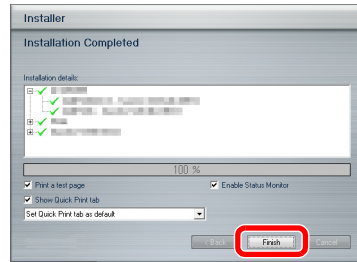 Installer
Installation Completed
Installation details:
100 %
Print a test page
Enable Status Monitor
Show Quick Print tab
Set Quick Print tab as default
< Back
Finish
Cancel